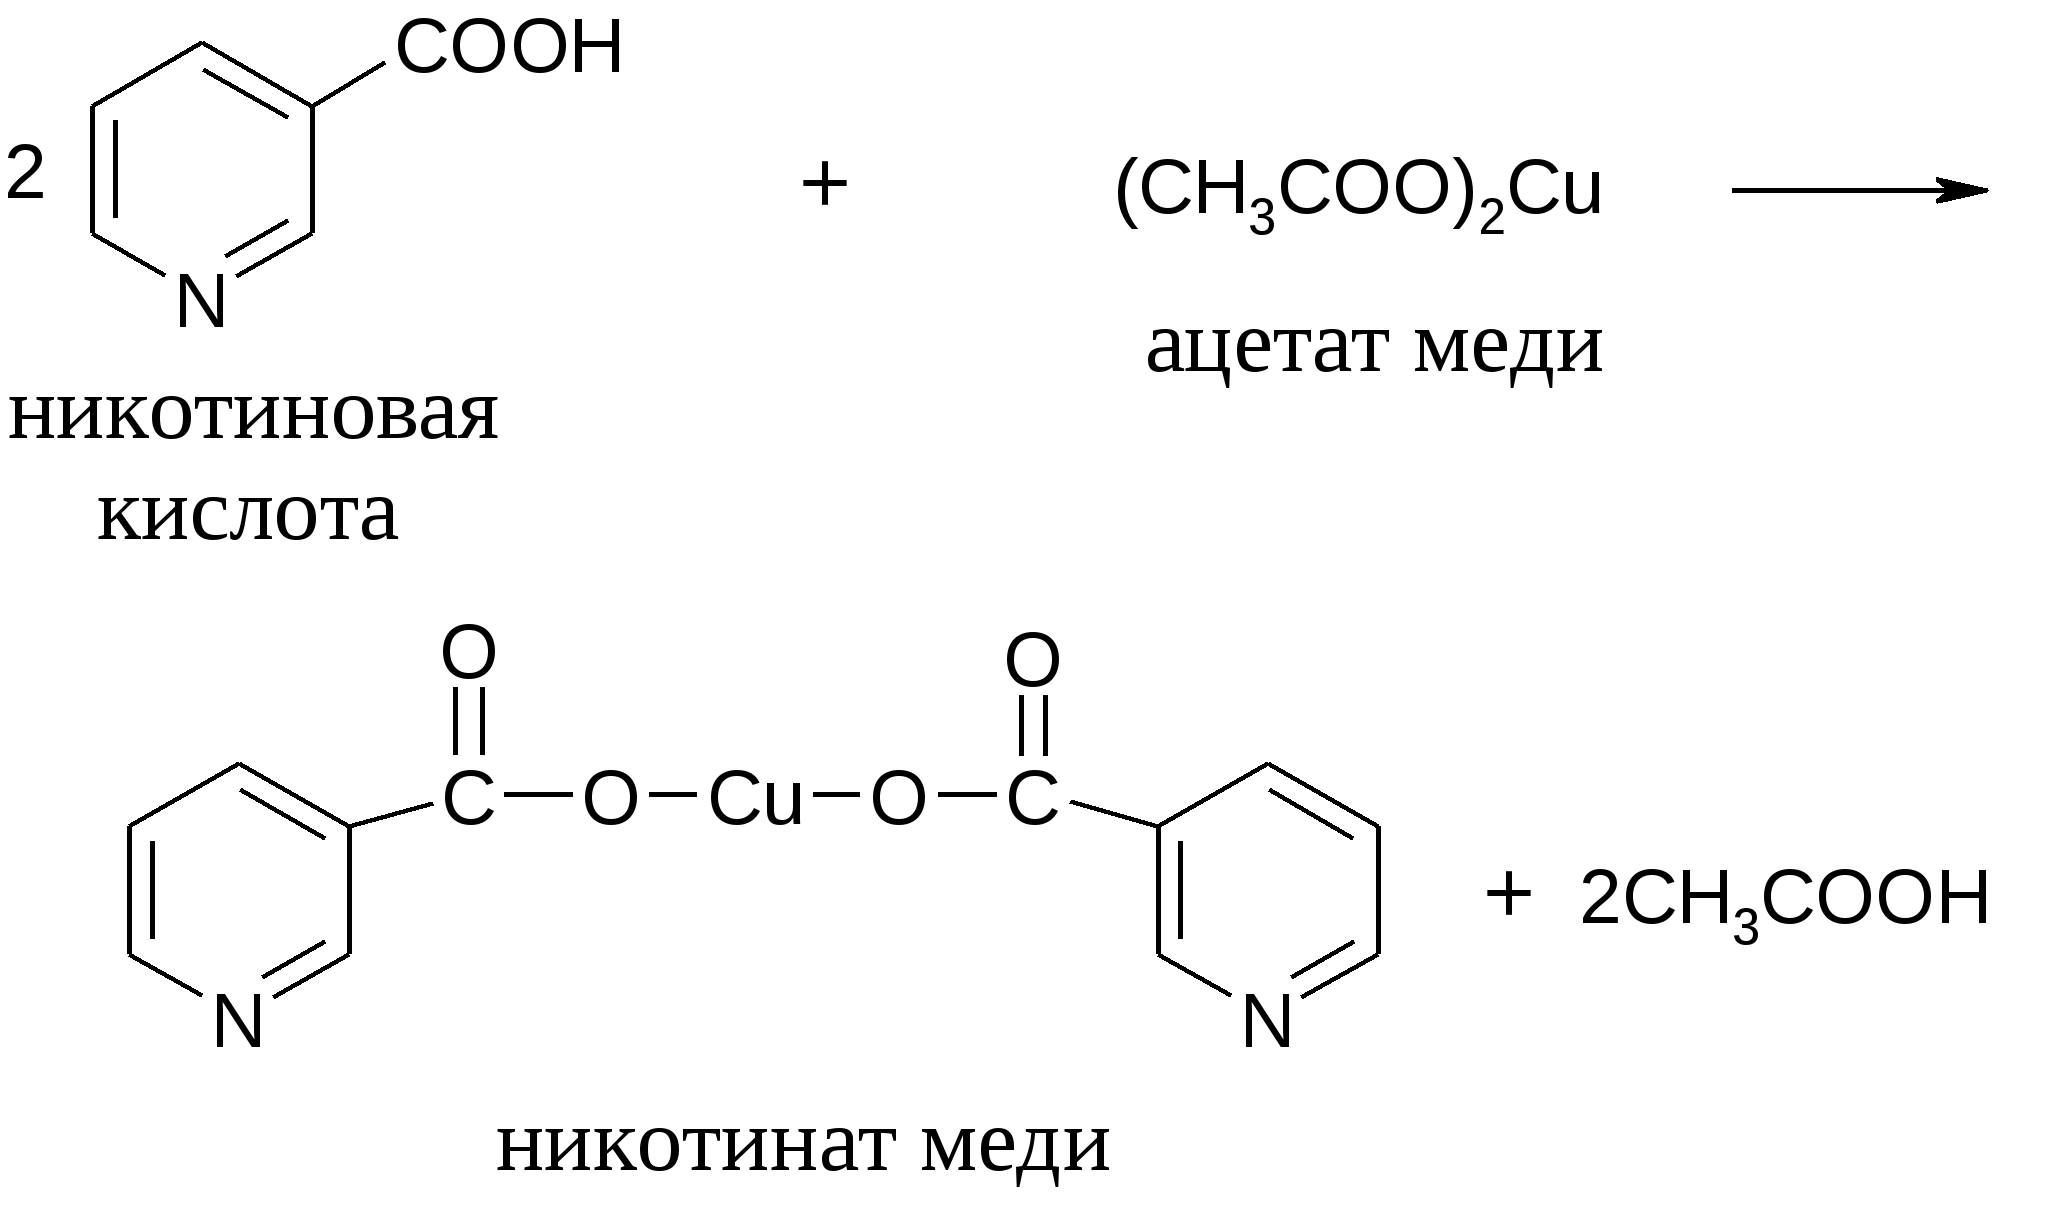 COOH
2
N
+ (CH₃COO)₂Cu
никотиновая
кислота
ацетат меди
O O
C O Cu O C
N N
+ 2CH₃COOH
никотинат меди